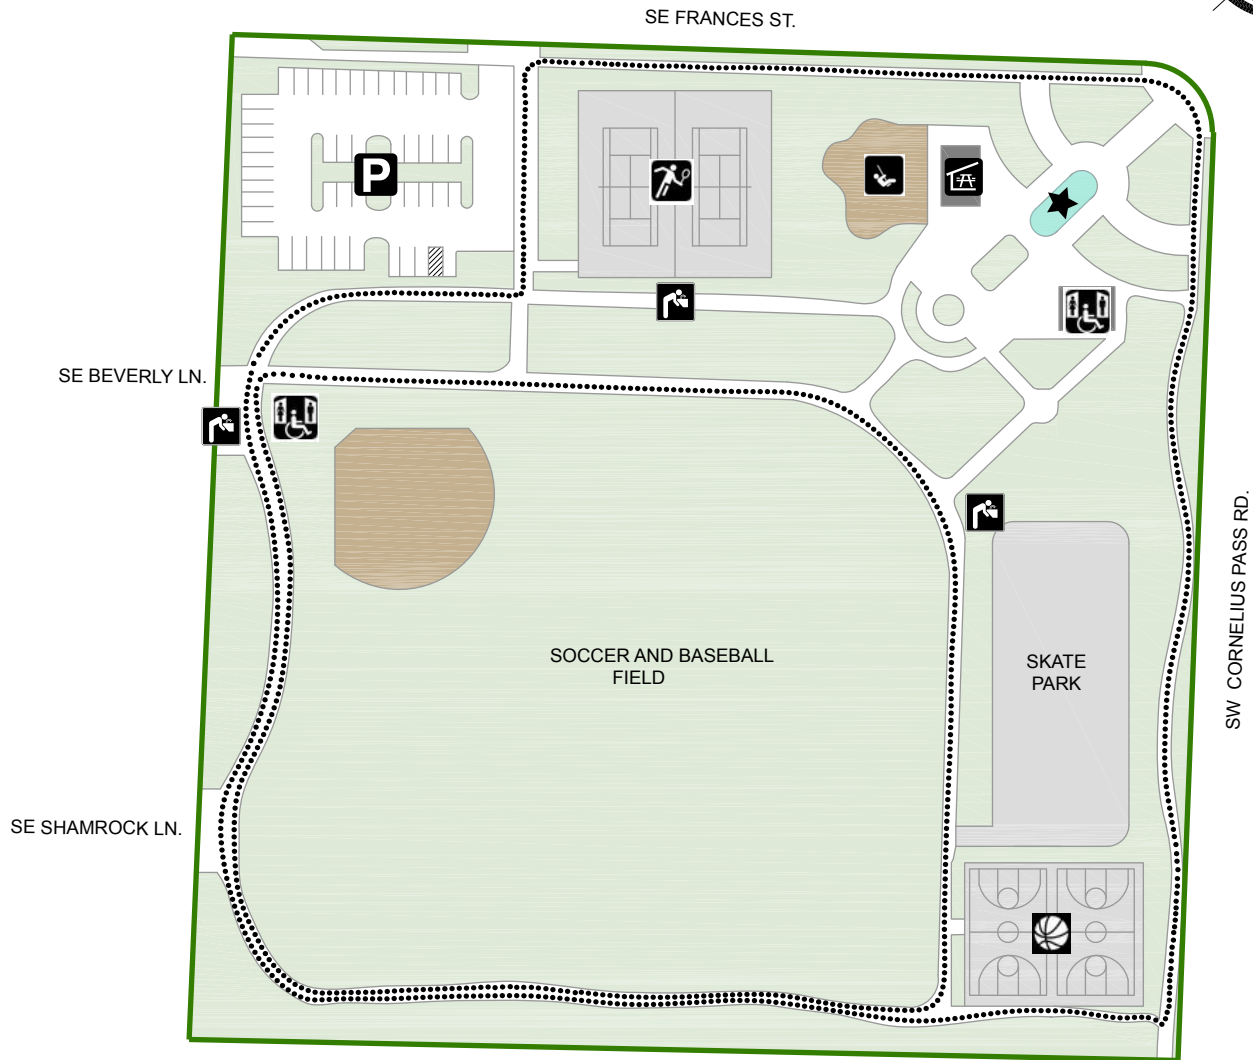 SE FRANCES ST.
P
SE BEVERLY LN.
SW CORNELIUS PASS RD.
SOCCER AND BASEBALL
FIELD
SKATE
PARK
SE SHAMROCK LN.